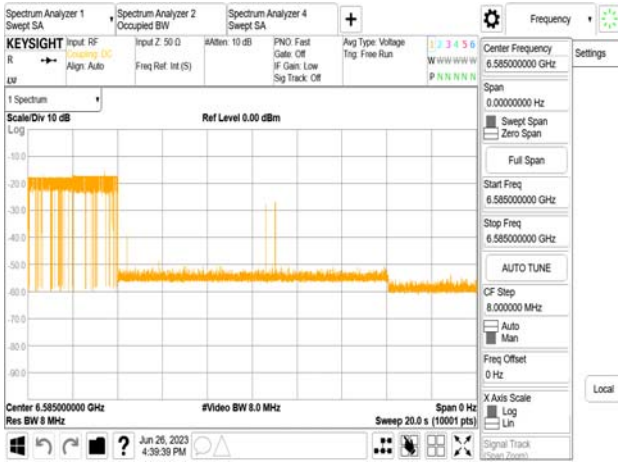 Spectrum Analyzer 1
Swept SA
Spectrum Analyzer 2
Occupied BW
Spectrum Analyzer 4
Swept SA
+
Frequency
KEYSIGHT
R
Input: RF
Coupling: DC
Align: Auto
Input Z: 50 Ω
Freq Ref: Int (S)
#Atten: 10 dB
PNO: Fast
Gate: Off
IF Gain: Low
Sig Track: Off
Avg Type: Voltage
Trig: Free Run
1 2 3 4 5 6
W W W W W W
P N N N N N
LXI
1 Spectrum
Scale/Div 10 dB
Ref Level 0.00 dBm
Log
-10.0
-20.0
-30.0
-40.0
-50.0
-60.0
-70.0
-80.0
-90.0
Center 6.585000000 GHz
#Video BW 8.0 MHz
Span 0 Hz
Res BW 8 MHz
Sweep 20.0 s (10001 pts)
?
Jun 26, 2023
4:39:39 PM
Center Frequency
6.585000000 GHz
Settings
Span
0.00000000 Hz
Swept Span
Zero Span
Full Span
Start Freq
6.585000000 GHz
Stop Freq
6.585000000 GHz
AUTO TUNE
CF Step
8.000000 MHz
Auto
Man
Freq Offset
0 Hz
X Axis Scale
Log
Lin
Signal Track
(Span Zoom)
Local